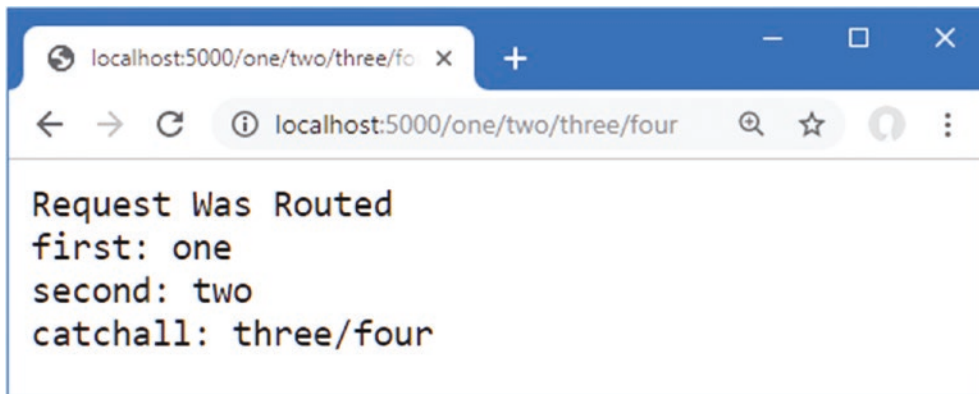 localhost:5000/one/two/three/fo
localhost:5000/one/two/three/four
Request Was Routed
first: one
second: two
catchall: three/four